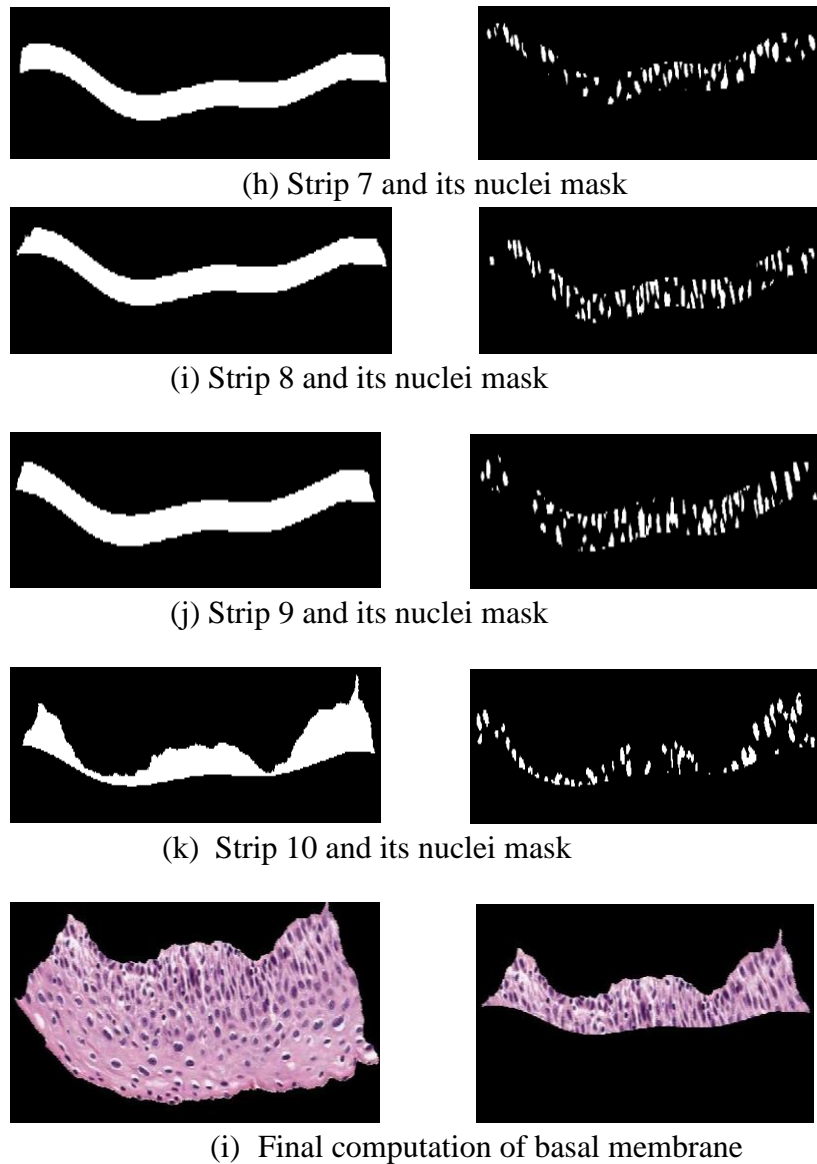 (h) Strip 7 and its nuclei mask
(i) Strip 8 and its nuclei mask
(j) Strip 9 and its nuclei mask
(k) Strip 10 and its nuclei mask
(i) Final computation of basal membrane